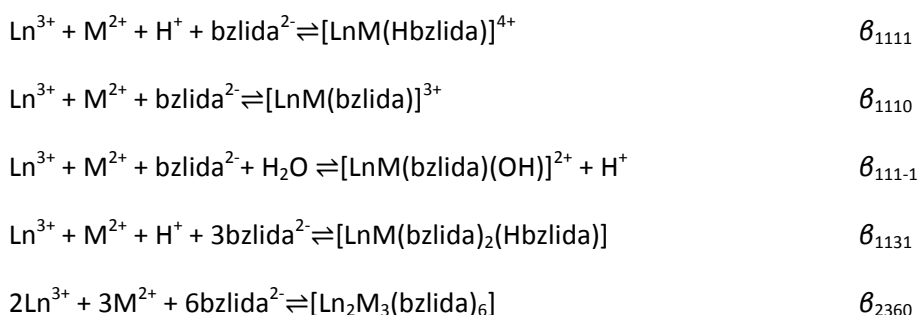 Ln³⁺ + M²⁺ + H⁺ + bzlida²⁻⇌[LnM(Hbzlida)]⁴⁺ β₁₁₁₁
Ln³⁺ + M²⁺ + bzlida²⁻⇌[LnM(bzlida)]³⁺ β₁₁₁₀
Ln³⁺ + M²⁺ + bzlida²⁻+ H₂O ⇌[LnM(bzlida)(OH)]²⁺ + H⁺ β₁₁₁₋₁
Ln³⁺ + M²⁺ + H⁺ + 3bzlida²⁻⇌[LnM(bzlida)₂(Hbzlida)] β₁₁₃₁
2Ln³⁺ + 3M²⁺ + 6bzlida²⁻⇌[Ln₂M₃(bzlida)₆] β₂₃₆₀